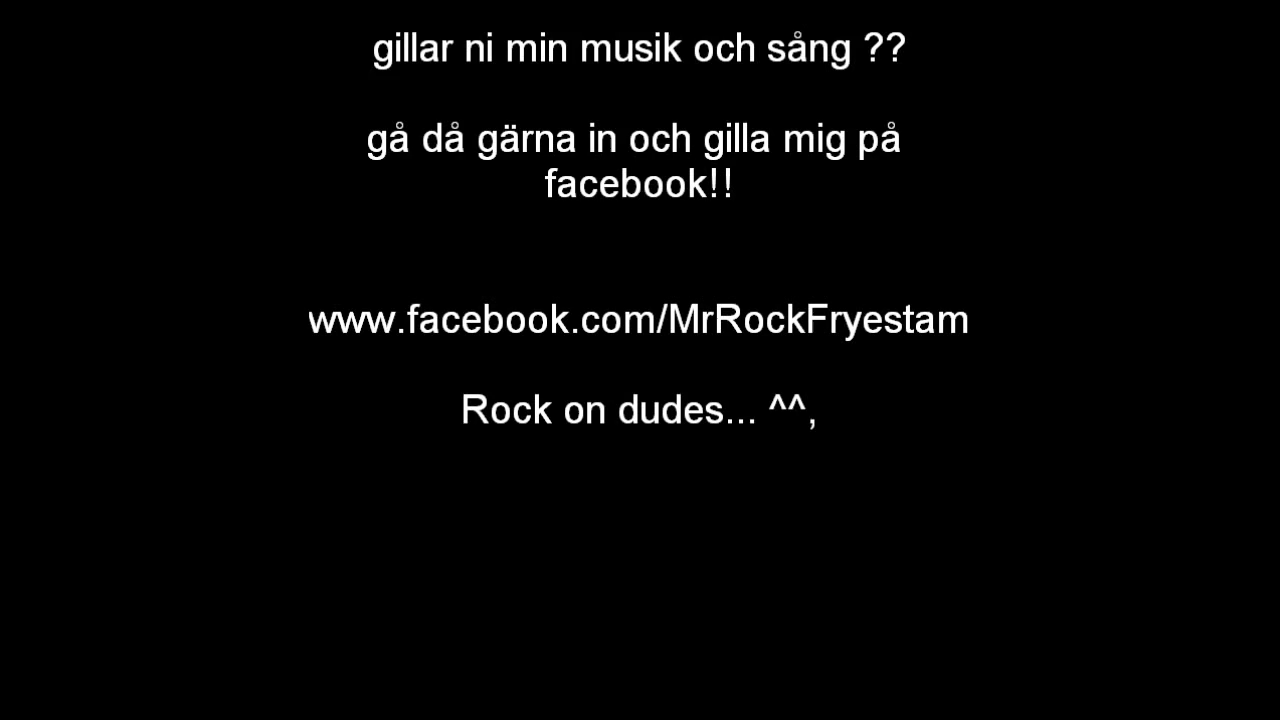 gillar ni min musik och sång ??
gå då gärna in och gilla mig på
facebook!!
www.facebook.com/MrRockFryestam
Rock on dudes... ^^,